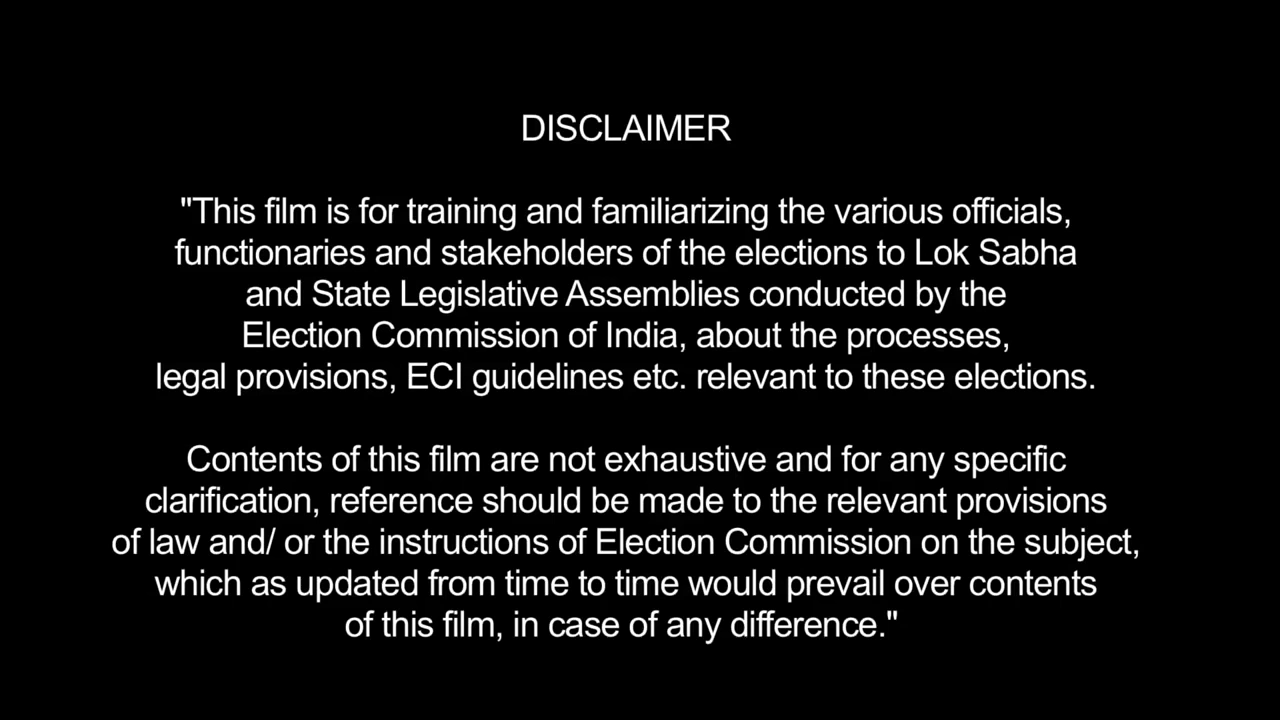 DISCLAIMER
"This film is for training and familiarizing the various officials,
functionaries and stakeholders of the elections to Lok Sabha
and State Legislative Assemblies conducted by the
Election Commission of India, about the processes,
legal provisions, ECI guidelines etc. relevant to these elections.
Contents of this film are not exhaustive and for any specific
clarification, reference should be made to the relevant provisions
of law and/ or the instructions of Election Commission on the subject,
which as updated from time to time would prevail over contents
of this film, in case of any difference."